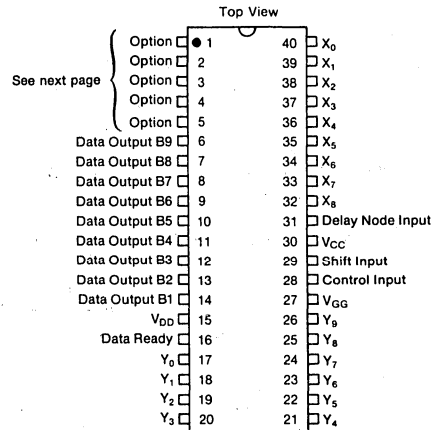 Top View
See next page
Option 1 40 X₀
Option 2 39 X₁
Option 3 38 X₂
Option 4 37 X₃
Option 5 36 X₄
Data Output B9 6 35 X₅
Data Output B8 7 34 X₆
Data Output B7 8 33 X₇
Data Output B6 9 32 X₈
Data Output B5 10 31 Delay Node Input
Data Output B4 11 30 VCC
Data Output B3 12 29 Shift Input
Data Output B2 13 28 Control Input
Data Output B1 14 27 VGG
VDD 15 26 Y₉
Data Ready 16 25 Y₈
Y₀ 17 24 Y₇
Y₁ 18 23 Y₆
Y₂ 19 22 Y₅
Y₃ 20 21 Y₄